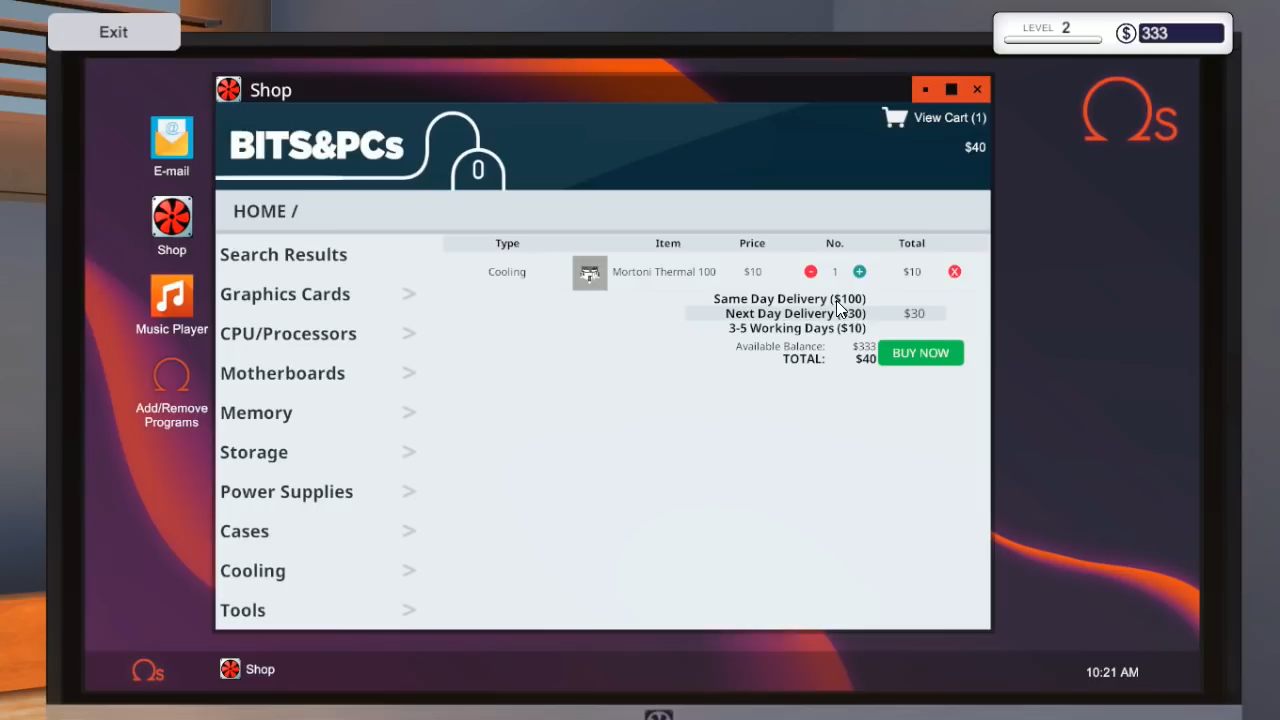 Exit
LEVEL 2
$ 333
Shop
BITS&PCs
View Cart (1)
$40
HOME /
E-mail
Shop
Music Player
Add/Remove
Programs
Search Results
Graphics Cards >
CPU/Processors >
Motherboards >
Memory >
Storage >
Power Supplies >
Cases >
Cooling >
Tools >
Type Item Price No. Total
Cooling Mortoni Thermal 100 $10 - 1 + $10 x
Same Day Delivery ($100)
Next Day Delivery ($30) $30
3-5 Working Days ($10)
Available Balance: $333
TOTAL: $40 BUY NOW
Ωs
Ωs
Shop
10:21 AM